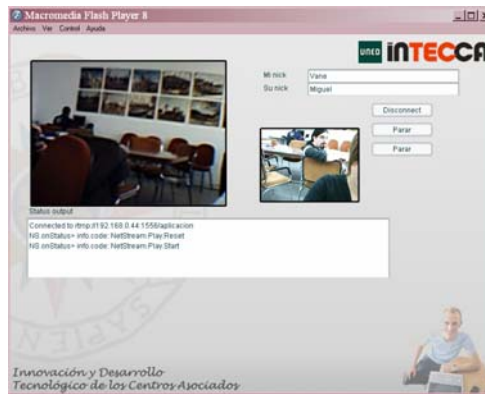 Macromedia Flash Player 8
Archivo Ver Control Ayuda
UNED INTECCA
Mi nick Vane
Su nick Miguel
Disconnect
Parar
Parar
Status output
Connected to rtmp://192.168.0.44:1556/aplicacion
NS.onStatus> info.code: NetStream.Play.Reset
NS.onStatus> info.code: NetStream.Play.Start
SAPIEN
Innovación y Desarrollo
Tecnológico de los Centros Asociados